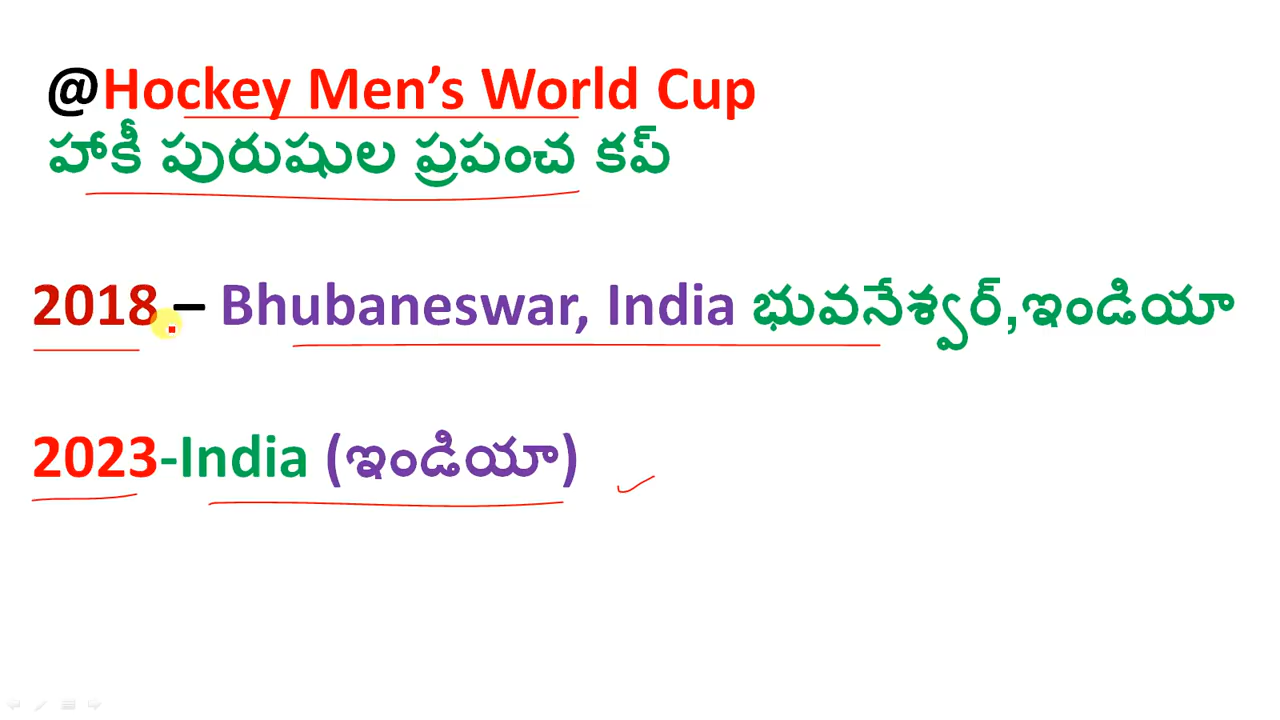 @Hockey Men’s World Cup
హాకీ పురుషుల ప్రపంచ కప్
2018 – Bhubaneswar, India భువనేశ్వర్,ఇండియా
2023-India (ఇండియా)